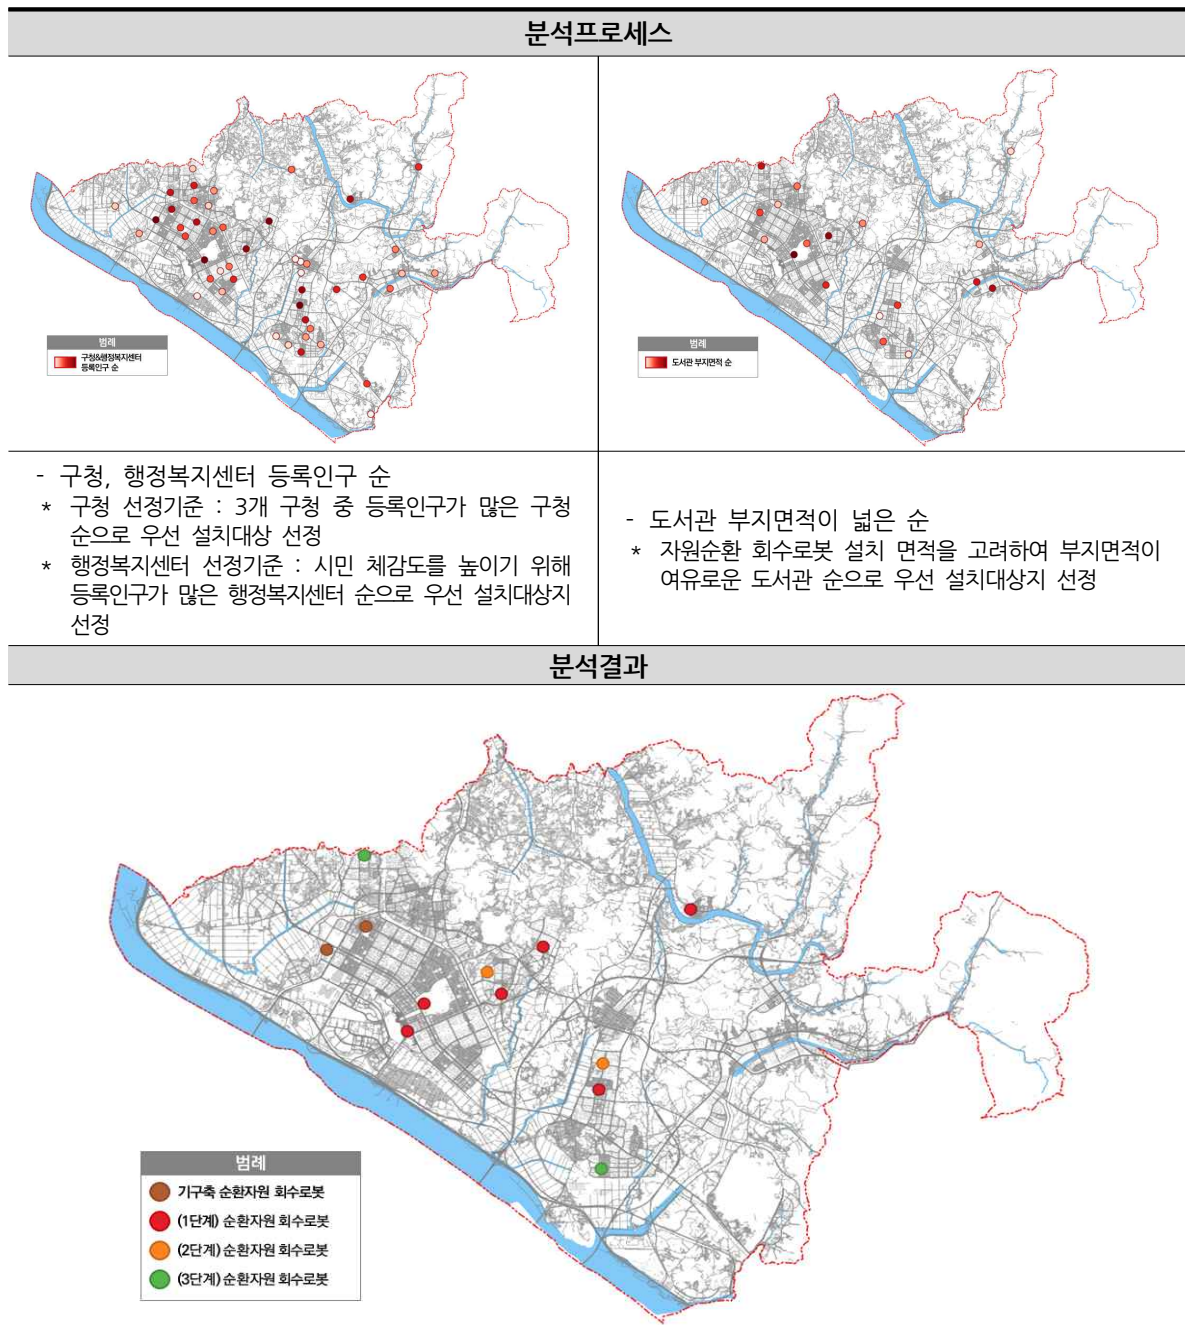 분석프로세스
범례
구청&행정복지센터
등록인구 순
범례
도서관 부지면적 순
- 구청, 행정복지센터 등록인구 순
* 구청 선정기준 : 3개 구청 중 등록인구가 많은 구청
순으로 우선 설치대상 선정
* 행정복지센터 선정기준 : 시민 체감도를 높이기 위해
등록인구가 많은 행정복지센터 순으로 우선 설치대상지
선정
- 도서관 부지면적이 넓은 순
* 자원순환 회수로봇 설치 면적을 고려하여 부지면적이
여유로운 도서관 순으로 우선 설치대상지 선정
분석결과
범례
기구축 순환자원 회수로봇
(1단계) 순환자원 회수로봇
(2단계) 순환자원 회수로봇
(3단계) 순환자원 회수로봇